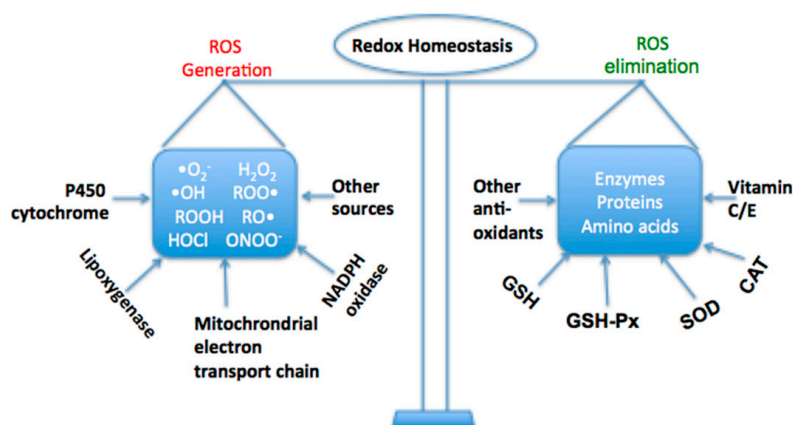 Redox Homeostasis
ROS
Generation
•O₂⁻ H₂O₂
•OH ROO•
ROOH RO•
HOCl ONOO⁻
P450
cytochrome
Lipoxygenase
Mitochrondrial
electron
transport chain
NADPH
oxidase
Other
sources
ROS
elimination
Enzymes
Proteins
Amino acids
Other
anti-
oxidants
GSH
GSH-Px
SOD
CAT
Vitamin
C/E